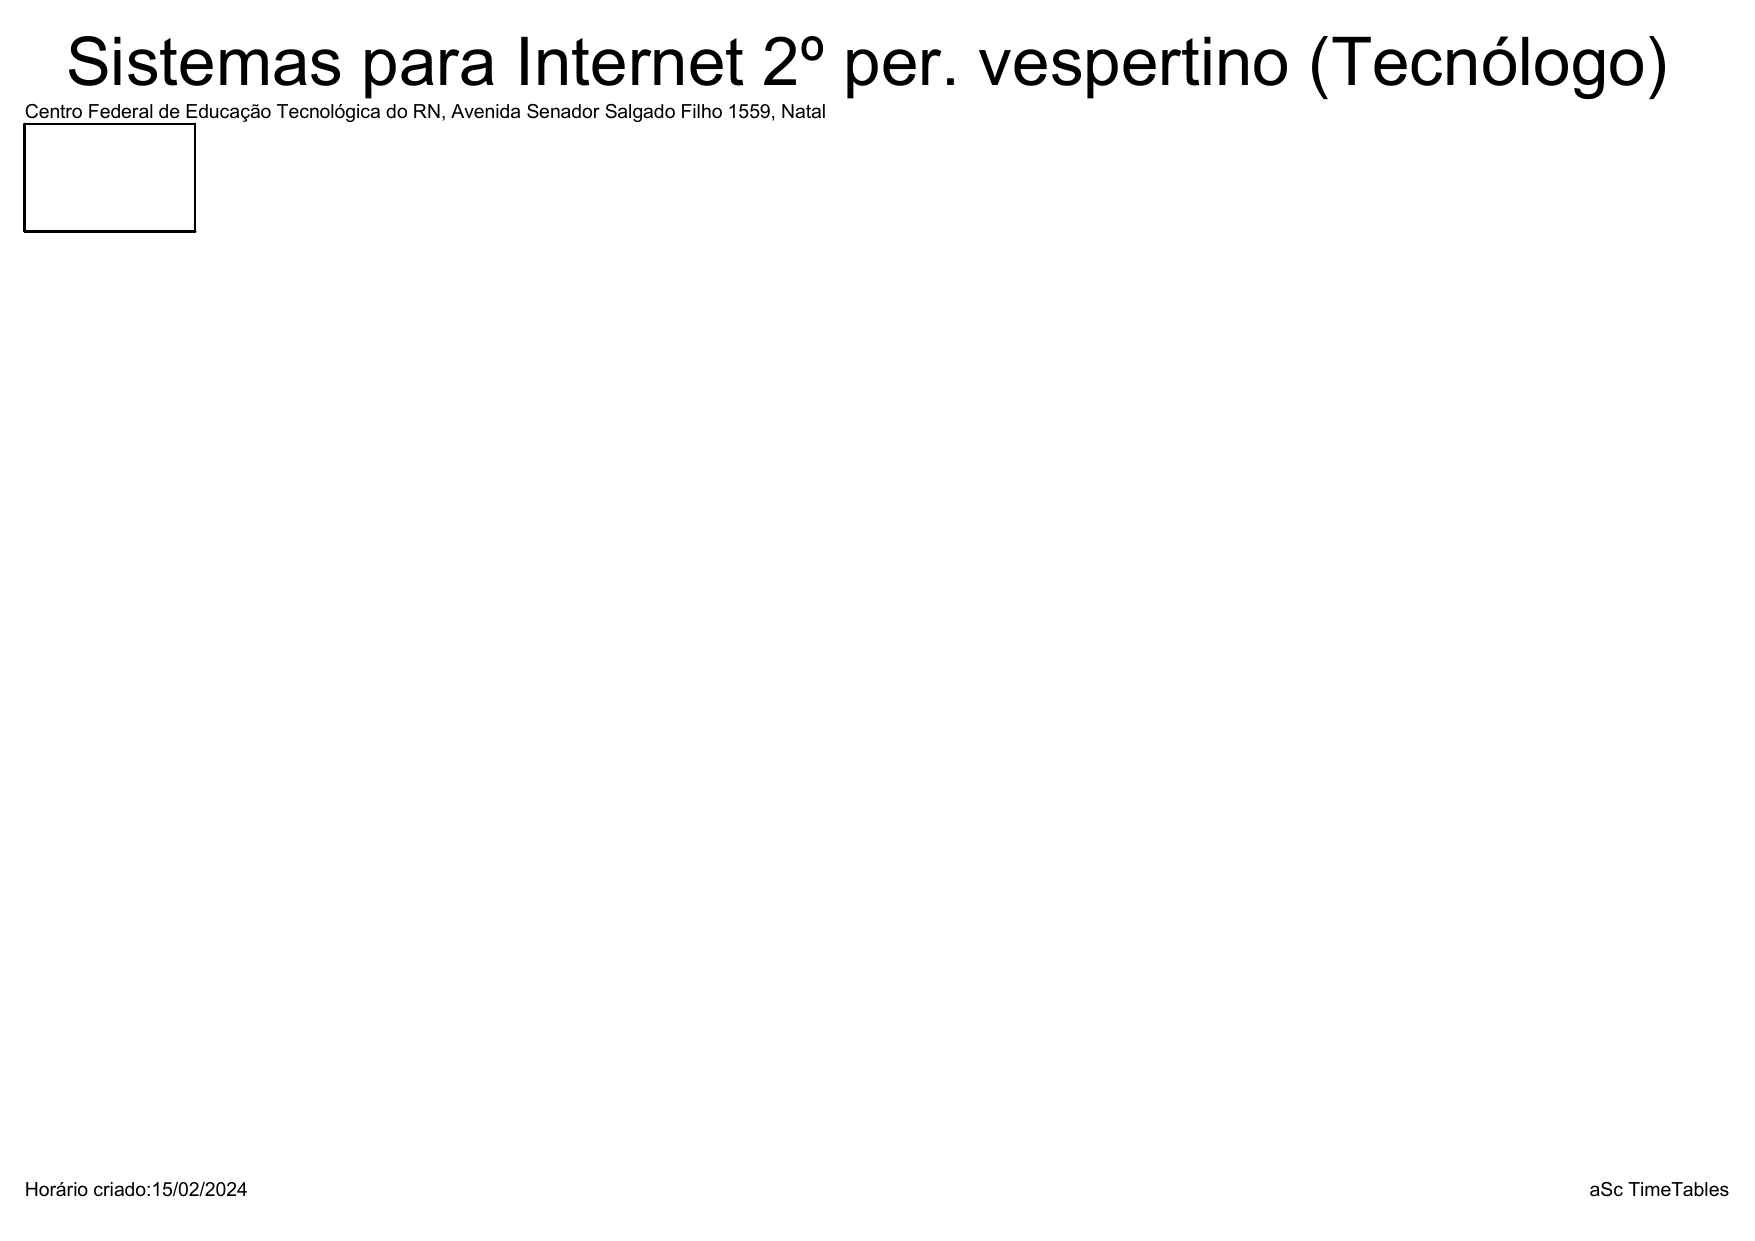 Sistemas para Internet 2º per. vespertino (Tecnólogo)
Centro Federal de Educação Tecnológica do RN, Avenida Senador Salgado Filho 1559, Natal
Horário criado:15/02/2024
aSc TimeTables